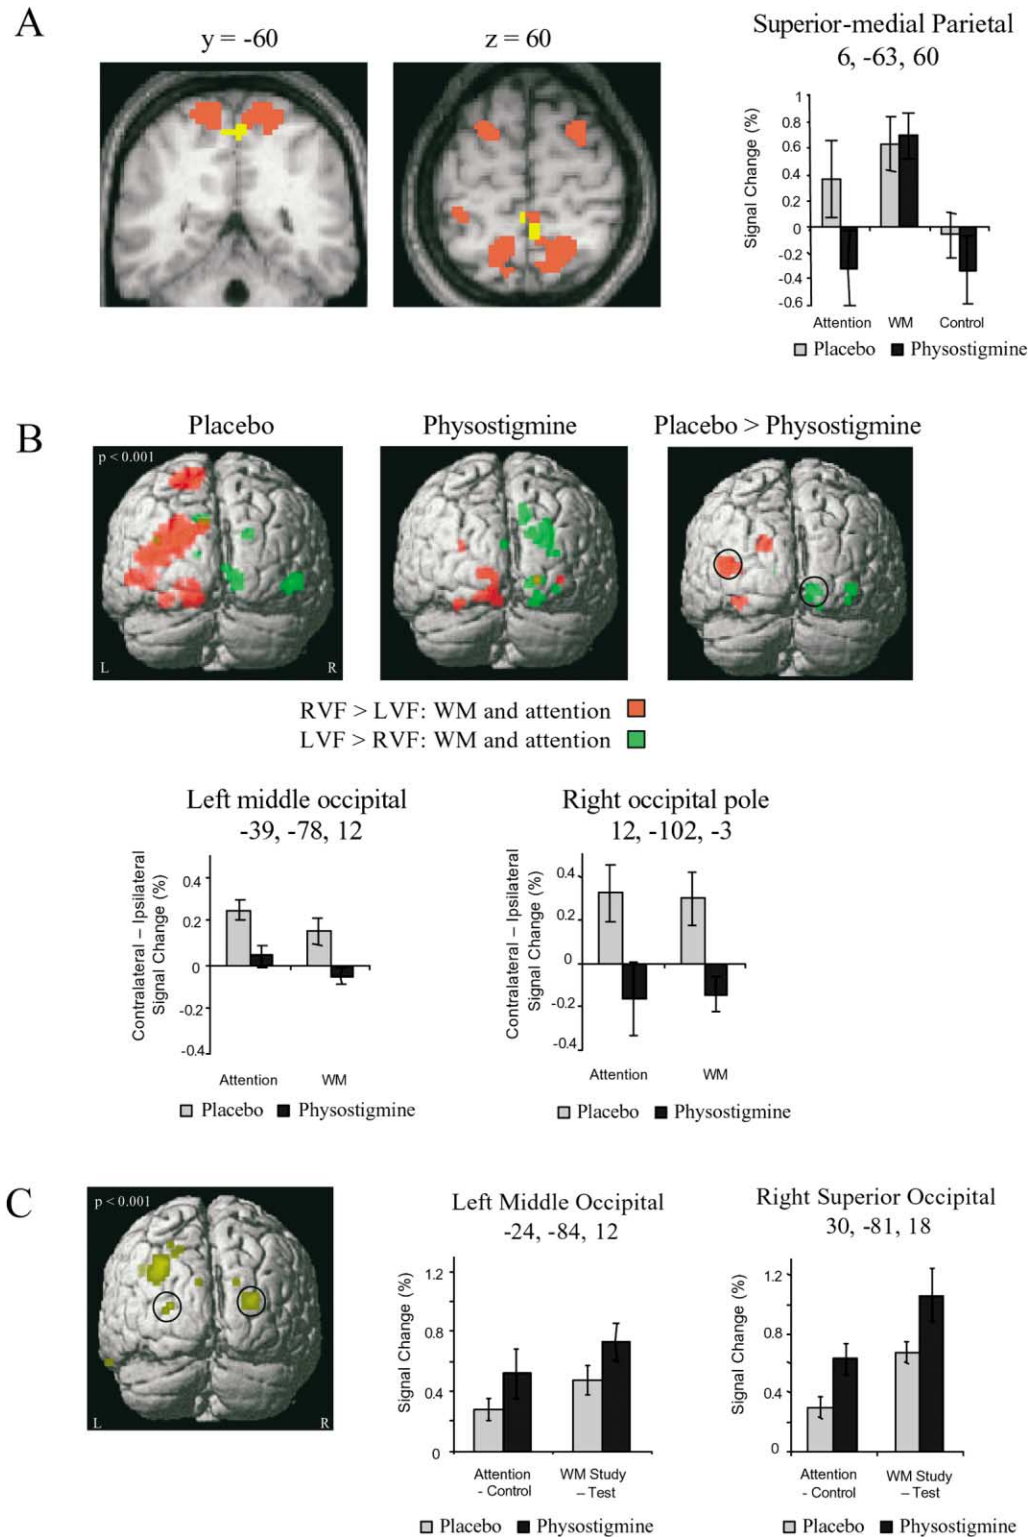 A
y = -60
z = 60
Superior-medial Parietal
6, -63, 60
Signal Change (%)
1
0.8
0.6
0.4
0.2
0
-0.2
-0.4
-0.6
Attention WM Control
Placebo Physostigmine
B
Placebo
Physostigmine
Placebo > Physostigmine
p < 0.001
L R
RVF > LVF: WM and attention
LVF > RVF: WM and attention
Left middle occipital
-39, -78, 12
Contralateral – Ipsilateral
Signal Change (%)
0.4
0.2
0
-0.2
-0.4
Attention WM
Placebo Physostigmine
Right occipital pole
12, -102, -3
Contralateral – Ipsilateral
Signal Change (%)
0.4
0.2
0
-0.2
-0.4
Attention WM
Placebo Physostigmine
C
p < 0.001
L R
Left Middle Occipital
-24, -84, 12
Signal Change (%)
1.2
0.8
0.4
0
Attention WM Study
- Control – Test
Placebo Physostigmine
Right Superior Occipital
30, -81, 18
Signal Change (%)
1.2
0.8
0.4
0
Attention WM Study
- Control – Test
Placebo Physostigmine